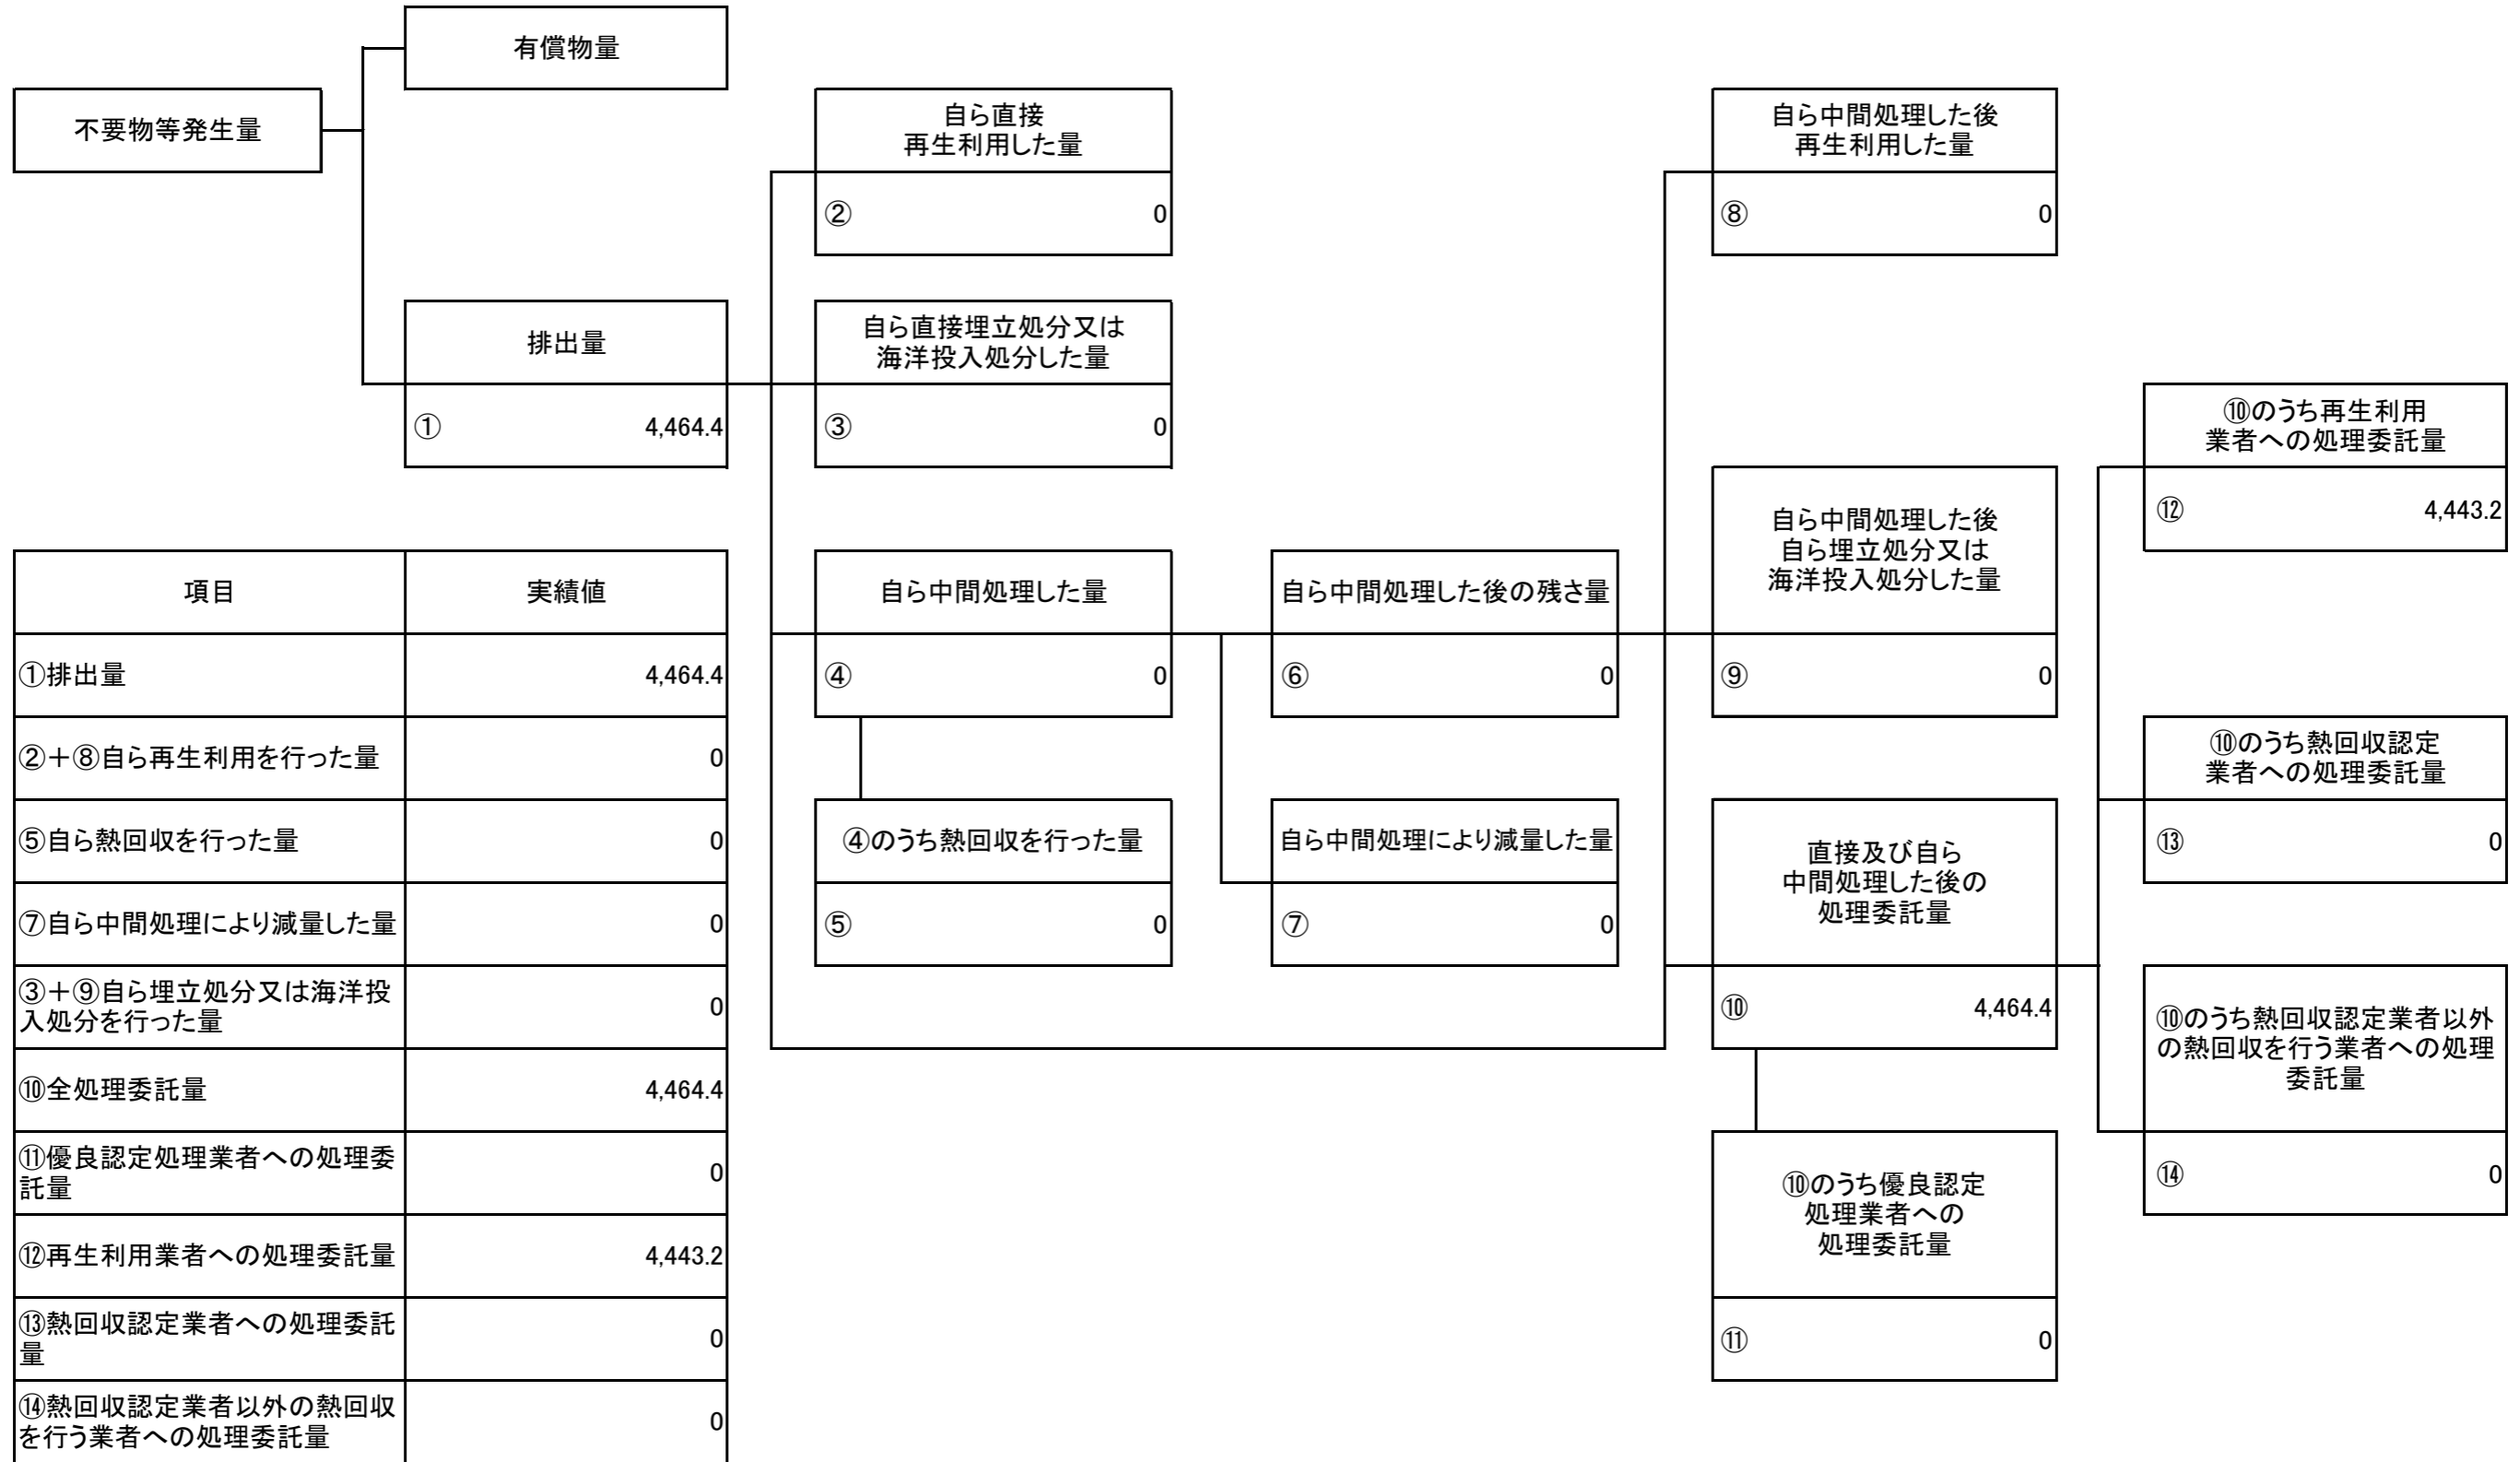 有償物量
不要物等発生量
自ら直接
再生利用した量
② 0
自ら中間処理した後
再生利用した量
⑧ 0
排出量
① 4,464.4
自ら直接埋立処分又は
海洋投入処分した量
③ 0
⑩のうち再生利用
業者への処理委託量
⑫ 4,443.2
自ら中間処理した量
④ 0
自ら中間処理した後の残さ量
⑥ 0
自ら中間処理した後
自ら埋立処分又は
海洋投入処分した量
⑨ 0
⑩のうち熱回収認定
業者への処理委託量
⑬ 0
④のうち熱回収を行った量
⑤ 0
自ら中間処理により減量した量
⑦ 0
直接及び自ら
中間処理した後の
処理委託量
⑩ 4,464.4
⑩のうち熱回収認定業者以外
の熱回収を行う業者への処理
委託量
⑭ 0
⑩のうち優良認定
処理業者への
処理委託量
⑪ 0
項目 実績値
①排出量 4,464.4
②＋⑧自ら再生利用を行った量 0
⑤自ら熱回収を行った量 0
⑦自ら中間処理により減量した量 0
③＋⑨自ら埋立処分又は海洋投
入処分を行った量 0
⑩全処理委託量 4,464.4
⑪優良認定処理業者への処理委
託量 0
⑫再生利用業者への処理委託量 4,443.2
⑬熱回収認定業者への処理委託
量 0
⑭熱回収認定業者以外の熱回収
を行う業者への処理委託量 0